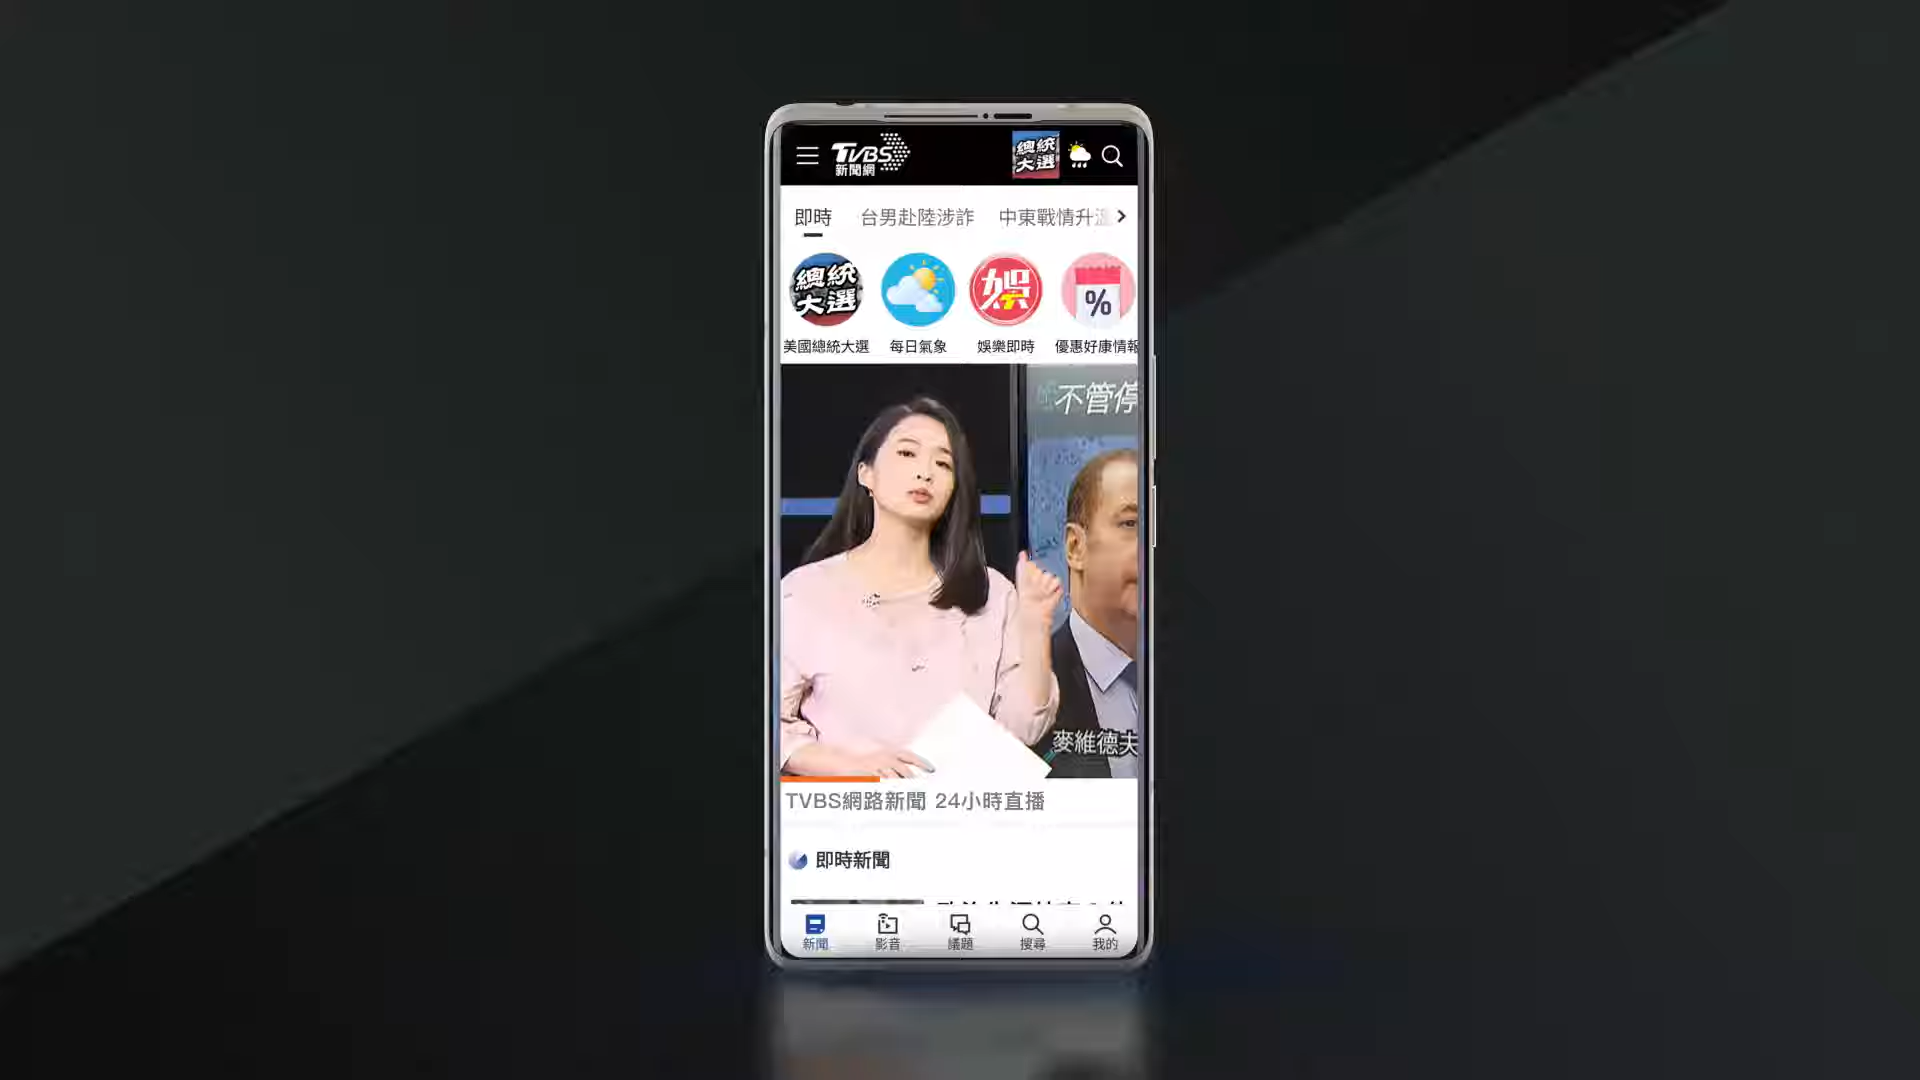 TVBS
新聞網
總統
大選
即時 台男赴陸涉詐 中東戰情升溫
總統
大選
娛
%
美國總統大選 每日氣象 娛樂即時 優惠好康情報
不管停
麥維德夫
TVBS網路新聞 24小時直播
即時新聞
新聞 影音 議題 搜尋 我的